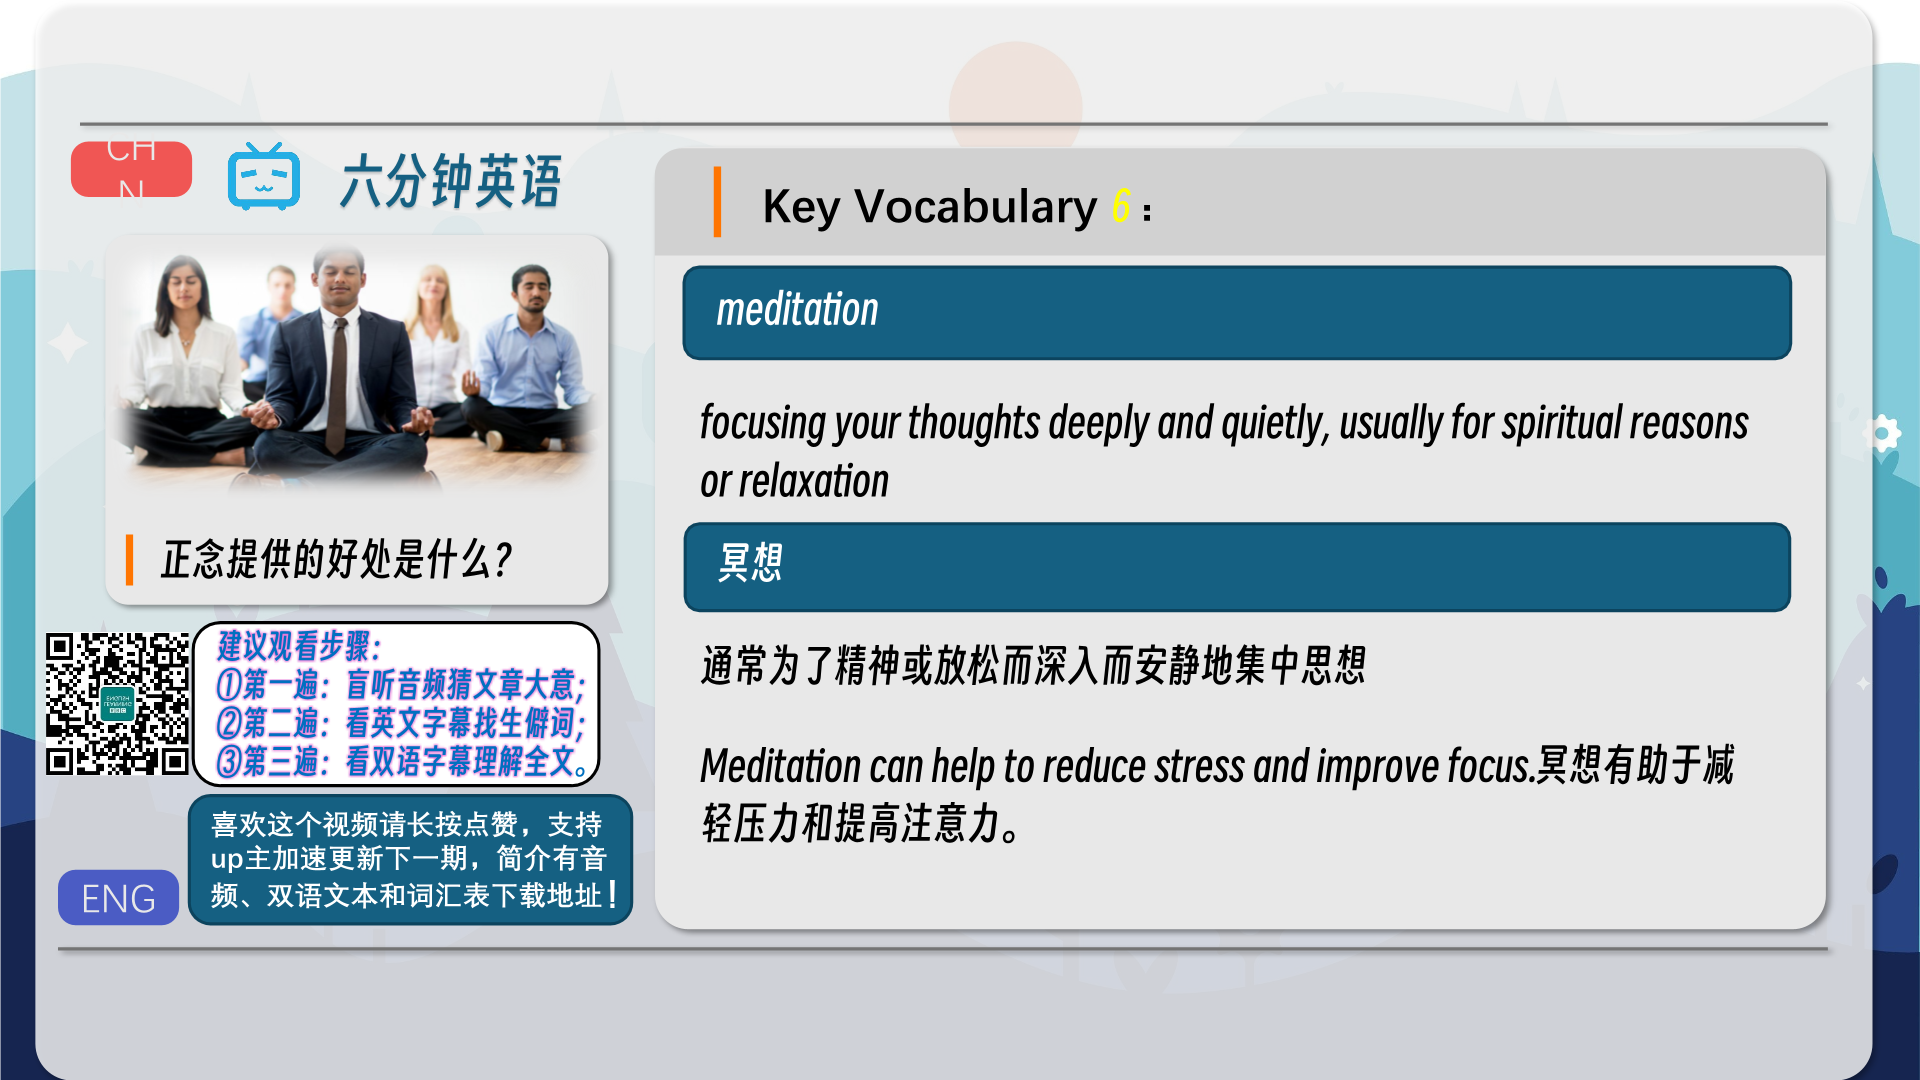 CH
N
六分钟英语
正念提供的好处是什么？
建议观看步骤：
①第一遍：盲听音频猜文章大意；
②第二遍：看英文字幕找生僻词；
③第三遍：看双语字幕理解全文。
喜欢这个视频请长按点赞，支持
up主加速更新下一期，简介有音
频、双语文本和词汇表下载地址！
ENG
Key Vocabulary 6：
meditation
focusing your thoughts deeply and quietly, usually for spiritual reasons
or relaxation
冥想
通常为了精神或放松而深入而安静地集中思想
Meditation can help to reduce stress and improve focus.冥想有助于减
轻压力和提高注意力。